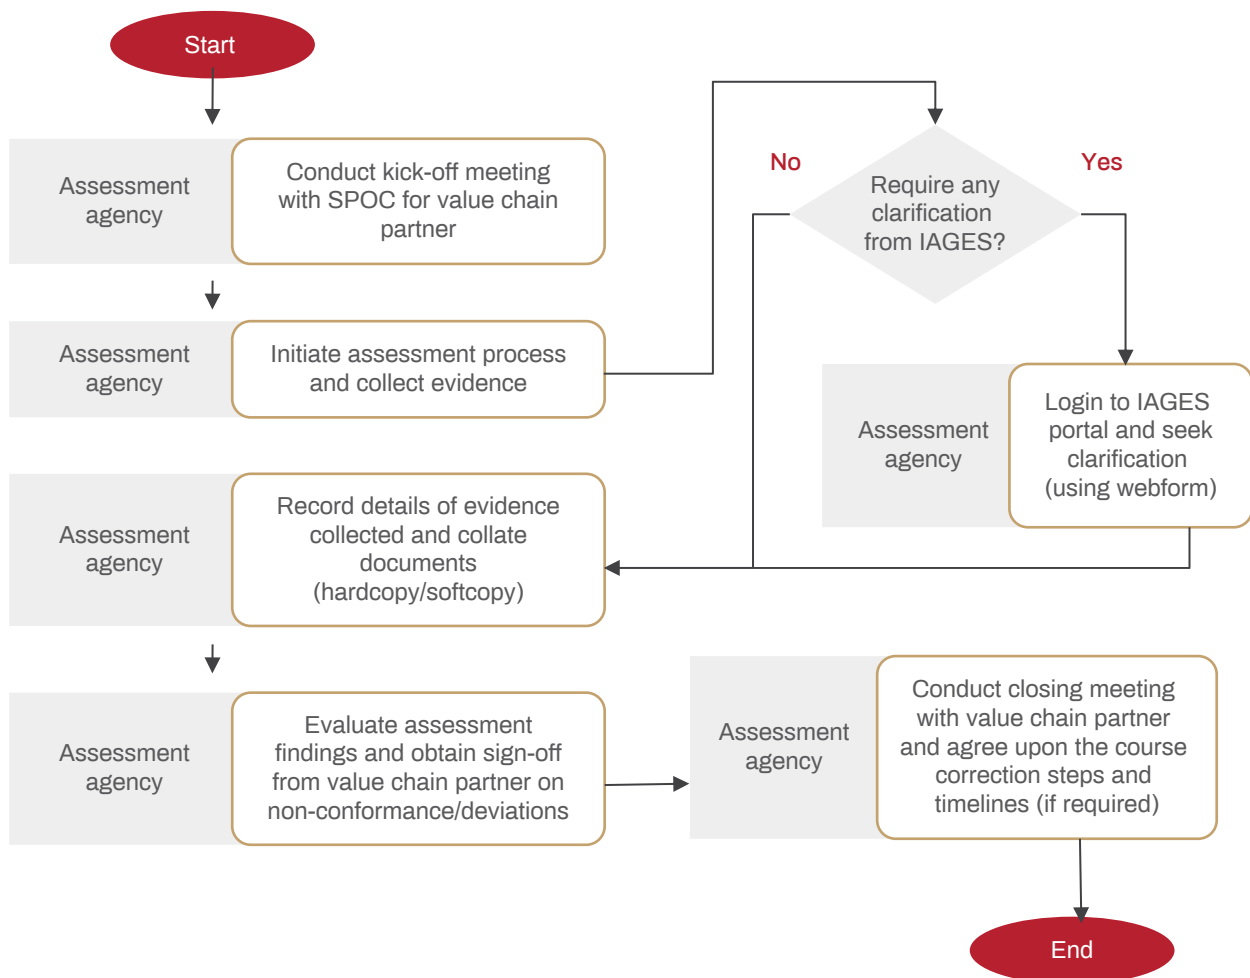 Start
Assessment
agency
Conduct kick-off meeting
with SPOC for value chain
partner
Assessment
agency
Initiate assessment process
and collect evidence
No
Yes
Require any
clarification
from IAGES?
Assessment
agency
Login to IAGES
portal and seek
clarification
(using webform)
Assessment
agency
Record details of evidence
collected and collate
documents
(hardcopy/softcopy)
Assessment
agency
Evaluate assessment
findings and obtain sign-off
from value chain partner on
non-conformance/deviations
Assessment
agency
Conduct closing meeting
with value chain partner
and agree upon the course
correction steps and
timelines (if required)
End